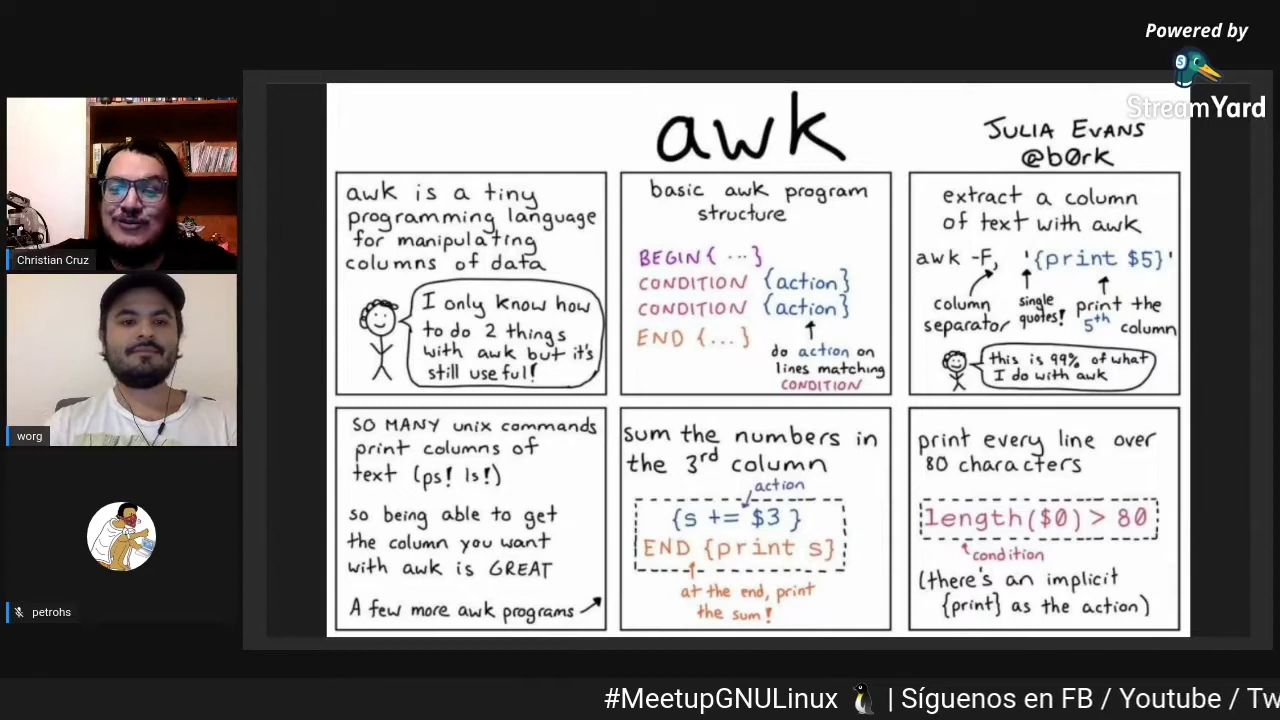 Powered by
StreamYard
Christian Cruz
worg
petrohs
awk
JULIA EVANS
@b0rk
awk is a tiny
programming language
for manipulating
columns of data
I only know how
to do 2 things
with awk but it's
still useful!
basic awk program
structure
BEGIN { ... }
CONDITION {action}
CONDITION {action}
END {...}
do action on
lines matching
CONDITION
extract a column
of text with awk
awk -F, '{print $5}'
column
separator
single
quotes!
print the
5th column
this is 99% of what
I do with awk
SO MANY unix commands
print columns of
text (ps! ls!)
so being able to get
the column you want
with awk is GREAT
A few more awk programs
sum the numbers in
the 3rd column
action
{s += $3 }
END {print s}
at the end, print
the sum!
print every line over
80 characters
length($0) > 80
condition
(there's an implicit
{print} as the action)
#MeetupGNULinux 🐧 | Síguenos en FB / Youtube / Tw